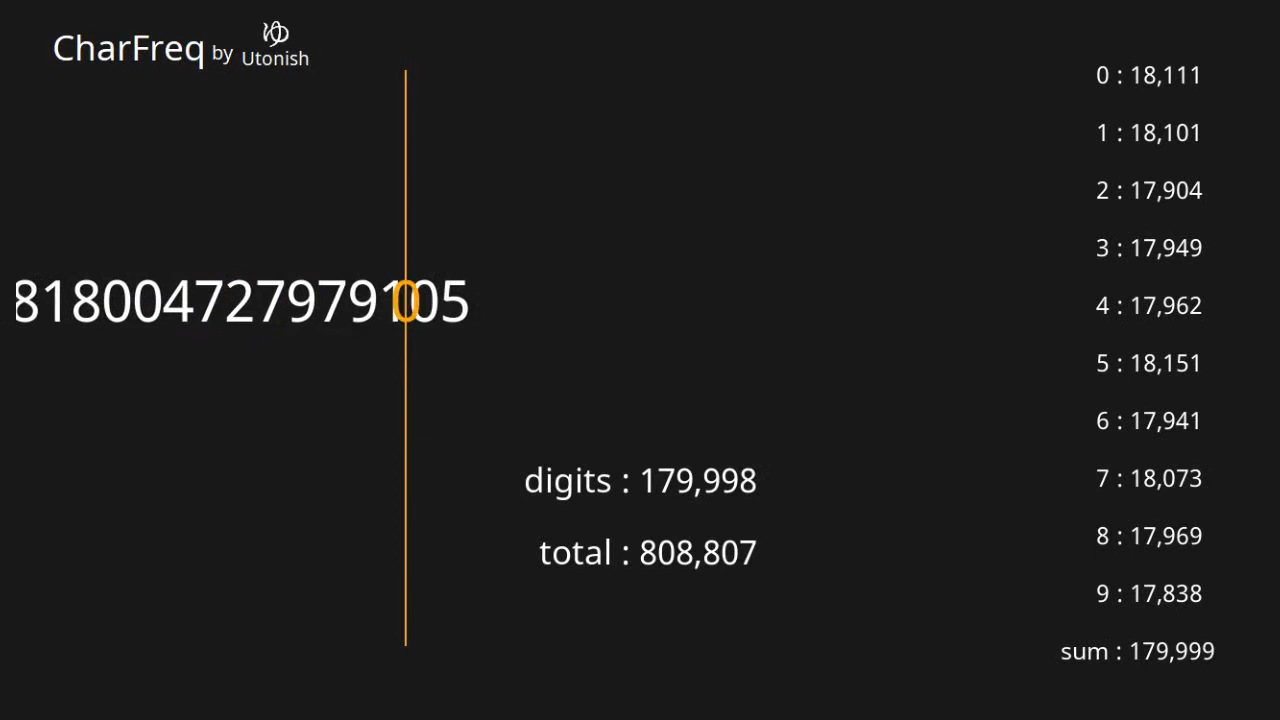 CharFreq by Utonish
0 : 18,111
1 : 18,101
2 : 17,904
3 : 17,949
4 : 17,962
5 : 18,151
6 : 17,941
7 : 18,073
8 : 17,969
9 : 17,838
sum : 179,999
8180047279791005
digits : 179,998
total : 808,807